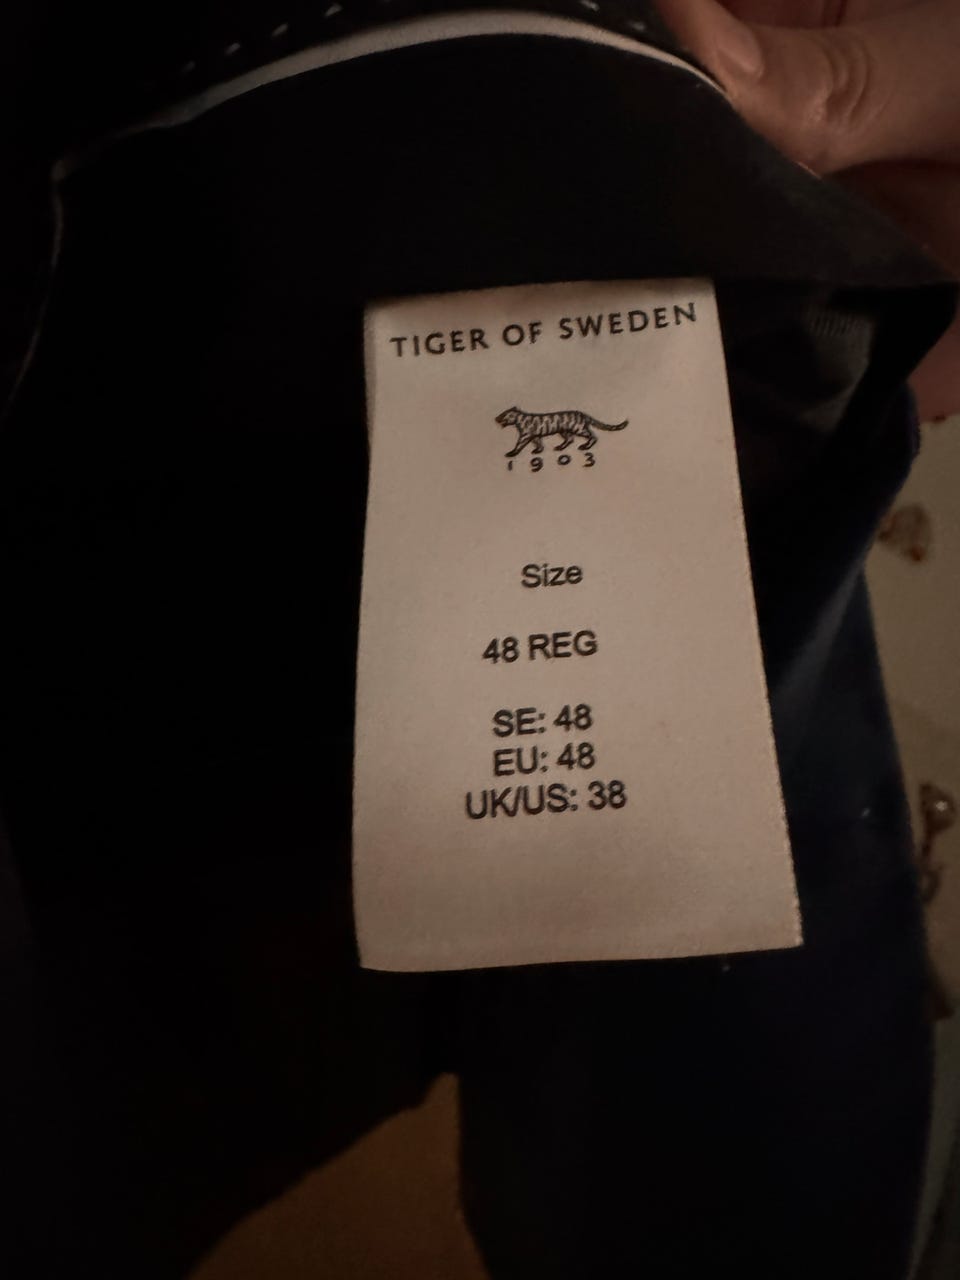 TIGER OF SWEDEN
1903
Size
48 REG
SE: 48
EU: 48
UK/US: 38